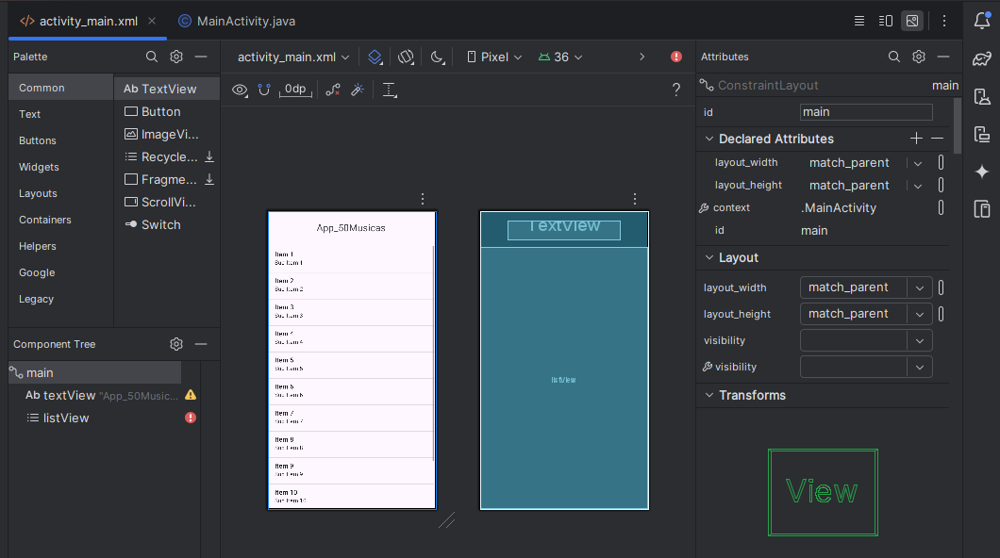 </> activity_main.xml
MainActivity.java
Palette
Common
Text
Buttons
Widgets
Layouts
Containers
Helpers
Google
Legacy
Ab TextView
Button
ImageVi...
Recycle...
Fragme...
ScrollVi...
Switch
Component Tree
main
Ab textView "App_50Music...
listView
activity_main.xml
Pixel
36
0dp
?
App_50Musicas
Item 1
Sub Item 1
Item 2
Sub Item 2
Item 3
Sub Item 3
Item 4
Sub Item 4
Item 5
Sub Item 5
Item 6
Sub Item 6
Item 7
Sub Item 7
Item 8
Sub Item 8
Item 9
Sub Item 9
Item 10
Sub Item 10
TextView
listView
Attributes
ConstraintLayout main
id main
Declared Attributes
layout_width match_parent
layout_height match_parent
context .MainActivity
id main
Layout
layout_width match_parent
layout_height match_parent
visibility
visibility
Transforms
View